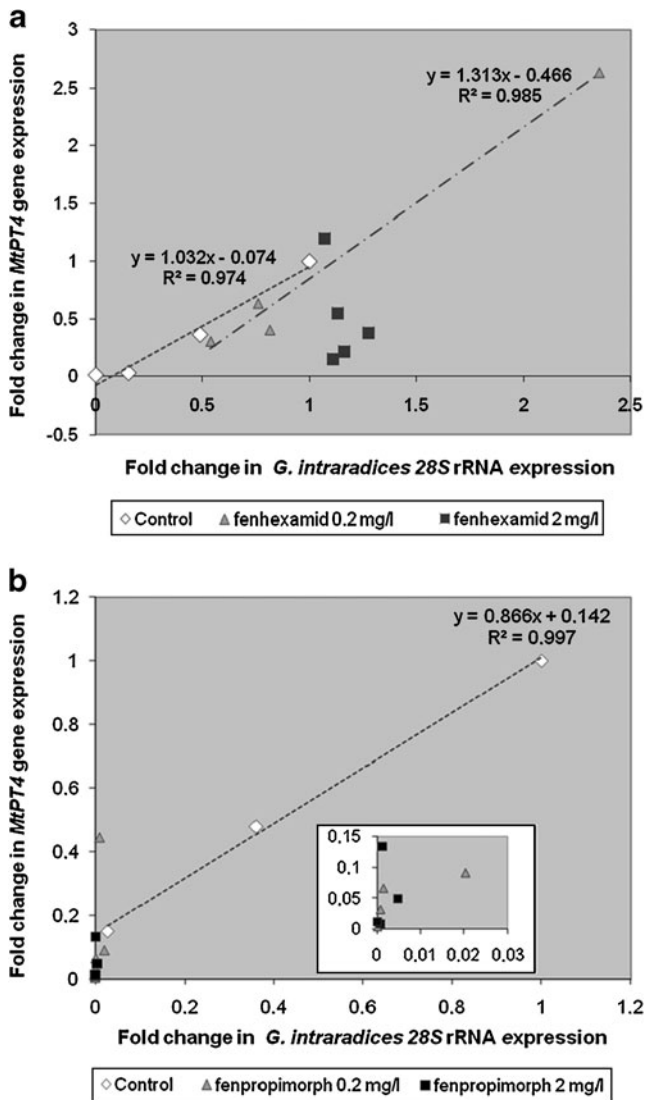 a
3
2.5
2
1.5
1
0.5
0
-0.5
Fold change in MtPT4 gene expression
y = 1.313x - 0.466
R² = 0.985
y = 1.032x - 0.074
R² = 0.974
0 0.5 1 1.5 2 2.5
Fold change in G. intraradices 28S rRNA expression
Control fenhexamid 0.2 mg/l fenhexamid 2 mg/l
b
1.2
1
0.8
0.6
0.4
0.2
0
Fold change in MtPT4 gene expression
y = 0.866x + 0.142
R² = 0.997
0,15
0,1
0,05
0
0 0,01 0,02 0,03
0 0.2 0.4 0.6 0.8 1 1.2
Fold change in G. intraradices 28S rRNA expression
Control fenpropimorph 0.2 mg/l fenpropimorph 2 mg/l